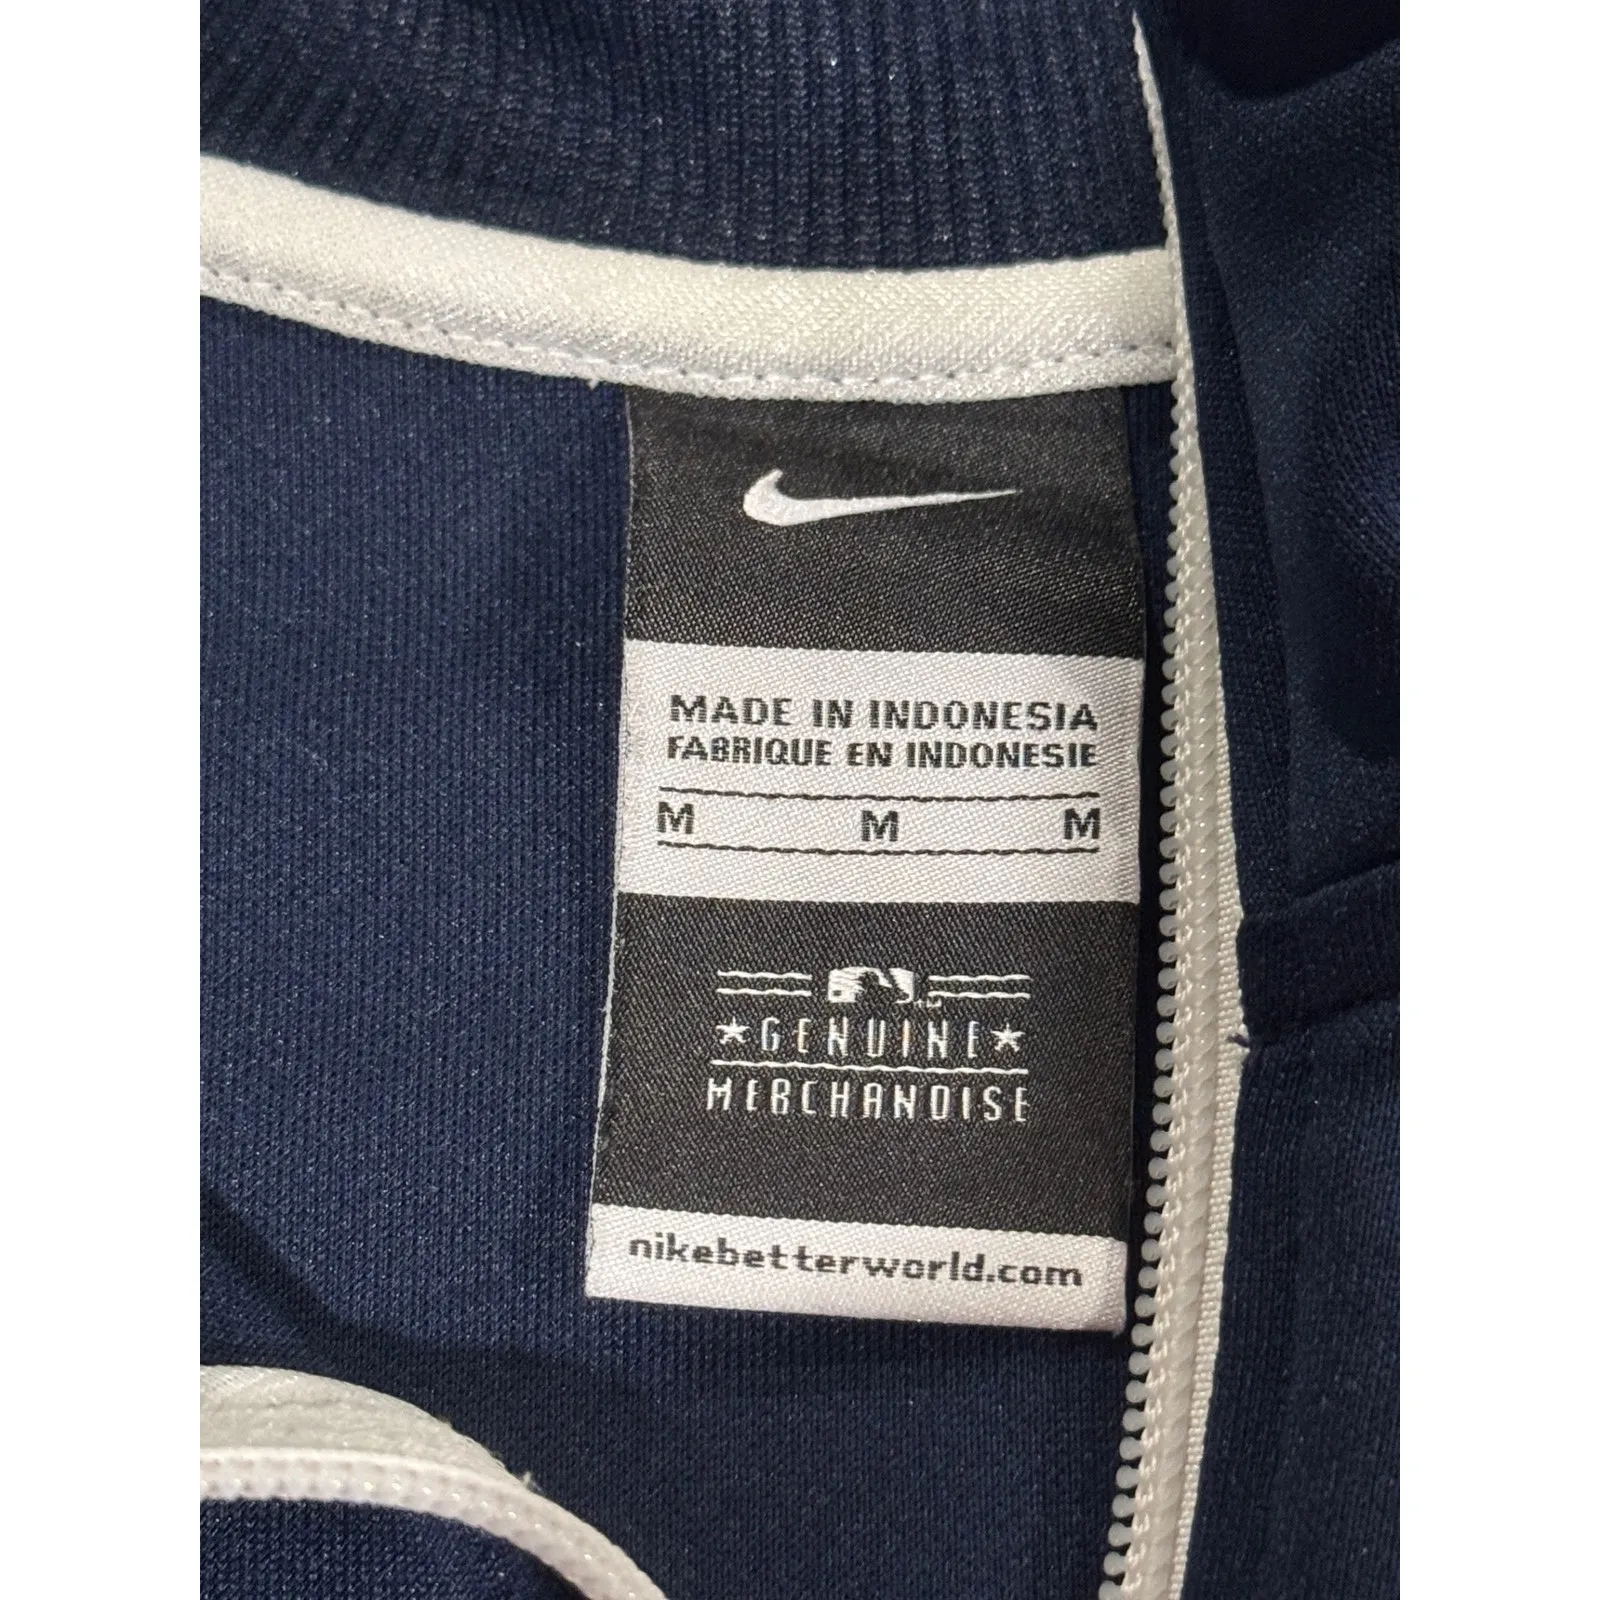 MADE IN INDONESIA
FABRIQUE EN INDONESIE
M M M
GENUINE
MERCHANDISE
nikebetterworld.com